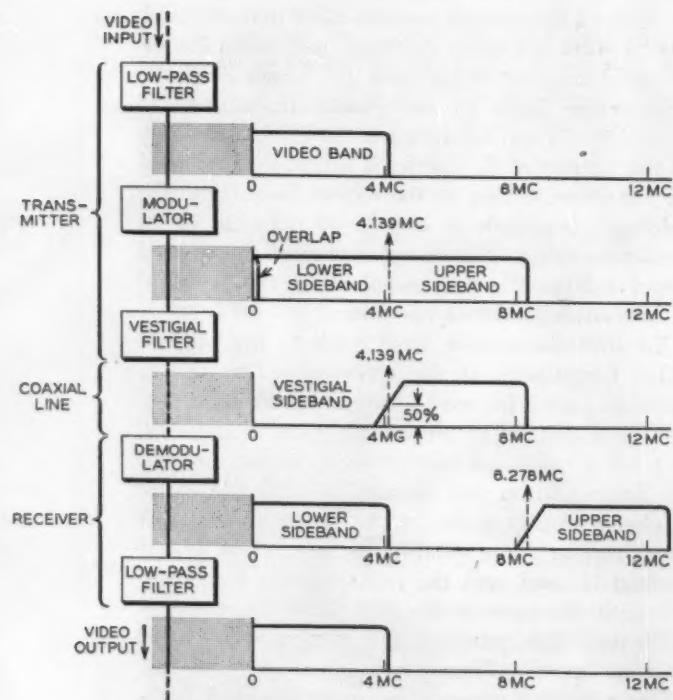 VIDEO
INPUT
LOW-PASS
FILTER
VIDEO BAND
0
4 MC
8 MC
12 MC
TRANS-
MITTER
MODU-
LATOR
4.139 MC
OVERLAP
LOWER
SIDEBAND
UPPER
SIDEBAND
0
4 MC
8 MC
12 MC
VESTIGIAL
FILTER
4.139 MC
COAXIAL
LINE
VESTIGIAL
SIDEBAND
50%
0
4 MG
8 MC
12 MC
DEMODU-
LATOR
8.278 MC
RECEIVER
LOWER
SIDEBAND
UPPER
SIDEBAND
0
4 MC
8 MC
12 MC
LOW-PASS
FILTER
VIDEO
OUTPUT
0
4 MC
8 MC
12 MC